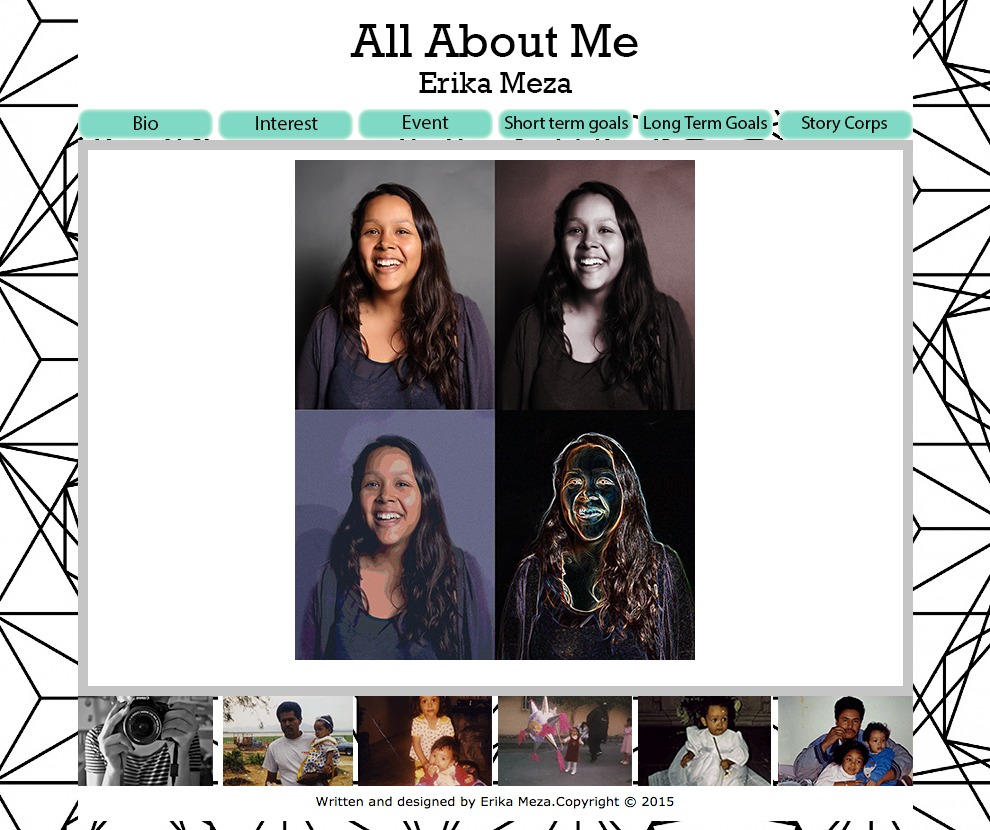 All About Me
Erika Meza
Bio
Interest
Event
Short term goals
Long Term Goals
Story Corps
Written and designed by Erika Meza.Copyright © 2015